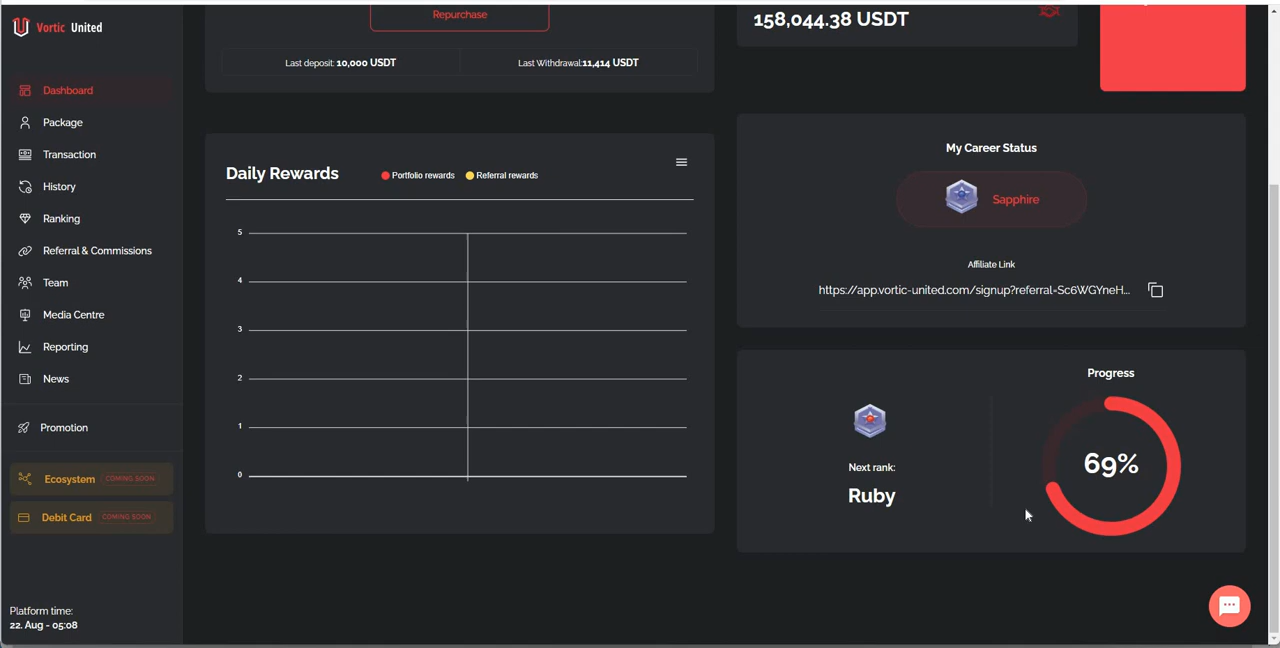 Vortic United
Dashboard
Package
Transaction
History
Ranking
Referral & Commissions
Team
Media Centre
Reporting
News
Promotion
Ecosystem COMING SOON
Debit Card COMING SOON
Platform time:
22. Aug - 05:08
Repurchase
Last deposit: 10,000 USDT
Last Withdrawal:11,414 USDT
158,044.38 USDT
Daily Rewards
Portfolio rewards
Referral rewards
5
4
3
2
1
0
My Career Status
Sapphire
Affiliate Link
https://app.vortic-united.com/signup?referral=Sc6WGYneH...
Next rank:
Ruby
Progress
69%